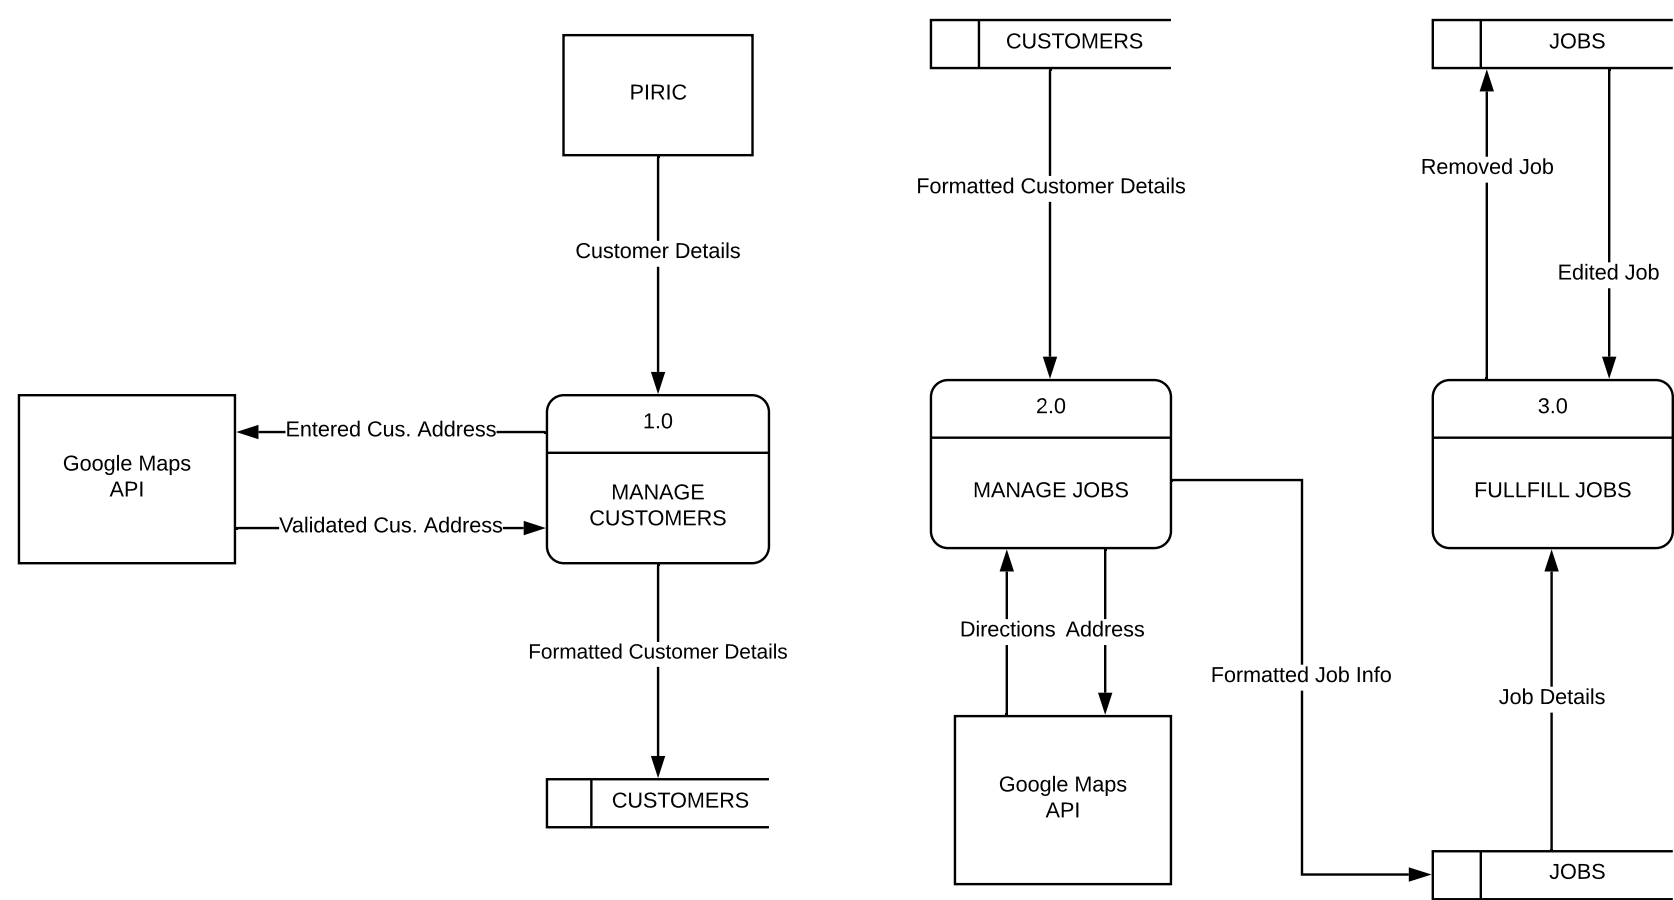 PIRIC
Customer Details
Google Maps
API
Entered Cus. Address
Validated Cus. Address
1.0
MANAGE
CUSTOMERS
Formatted Customer Details
CUSTOMERS
CUSTOMERS
Formatted Customer Details
2.0
MANAGE JOBS
Directions
Address
Google Maps
API
Formatted Job Info
JOBS
Removed Job
Edited Job
3.0
FULLFILL JOBS
Job Details
JOBS